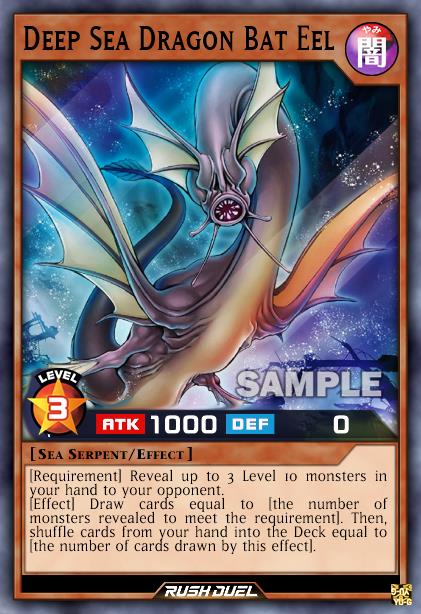 Deep Sea Dragon Bat Eel
やみ
闇
SAMPLE
LEVEL
3
ATK 1000 DEF 0
[Sea Serpent/Effect]
[Requirement] Reveal up to 3 Level 10 monsters in
your hand to your opponent.
[Effect] Draw cards equal to [the number of
monsters revealed to meet the requirement]. Then,
shuffle cards from your hand into the Deck equal to
[the number of cards drawn by this effect].
RUSH DUEL